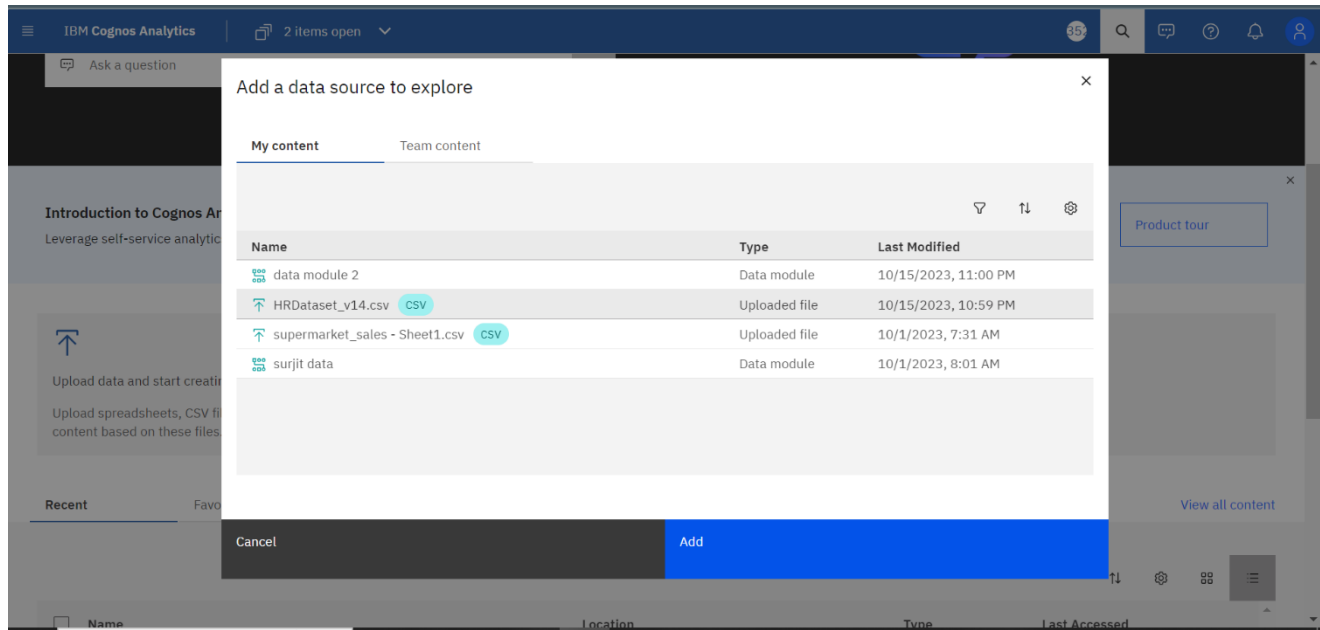 IBM Cognos Analytics
2 items open
352
Ask a question
Add a data source to explore
My content
Team content
Introduction to Cognos An
Leverage self-service analytic
Product tour
Name Type Last Modified
data module 2 Data module 10/15/2023, 11:00 PM
HRDataset_v14.csv CSV Uploaded file 10/15/2023, 10:59 PM
supermarket_sales - Sheet1.csv CSV Uploaded file 10/1/2023, 7:31 AM
surjit data Data module 10/1/2023, 8:01 AM
Upload data and start creatin
Upload spreadsheets, CSV fi
content based on these files
Recent
Favo
View all content
Cancel
Add
Name Location Type Last Accessed